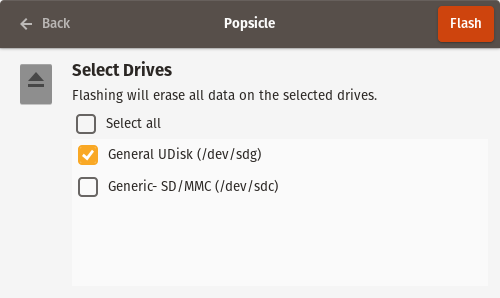 Back
Popsicle
Flash
Select Drives
Flashing will erase all data on the selected drives.
Select all
General UDisk (/dev/sdg)
Generic- SD/MMC (/dev/sdc)